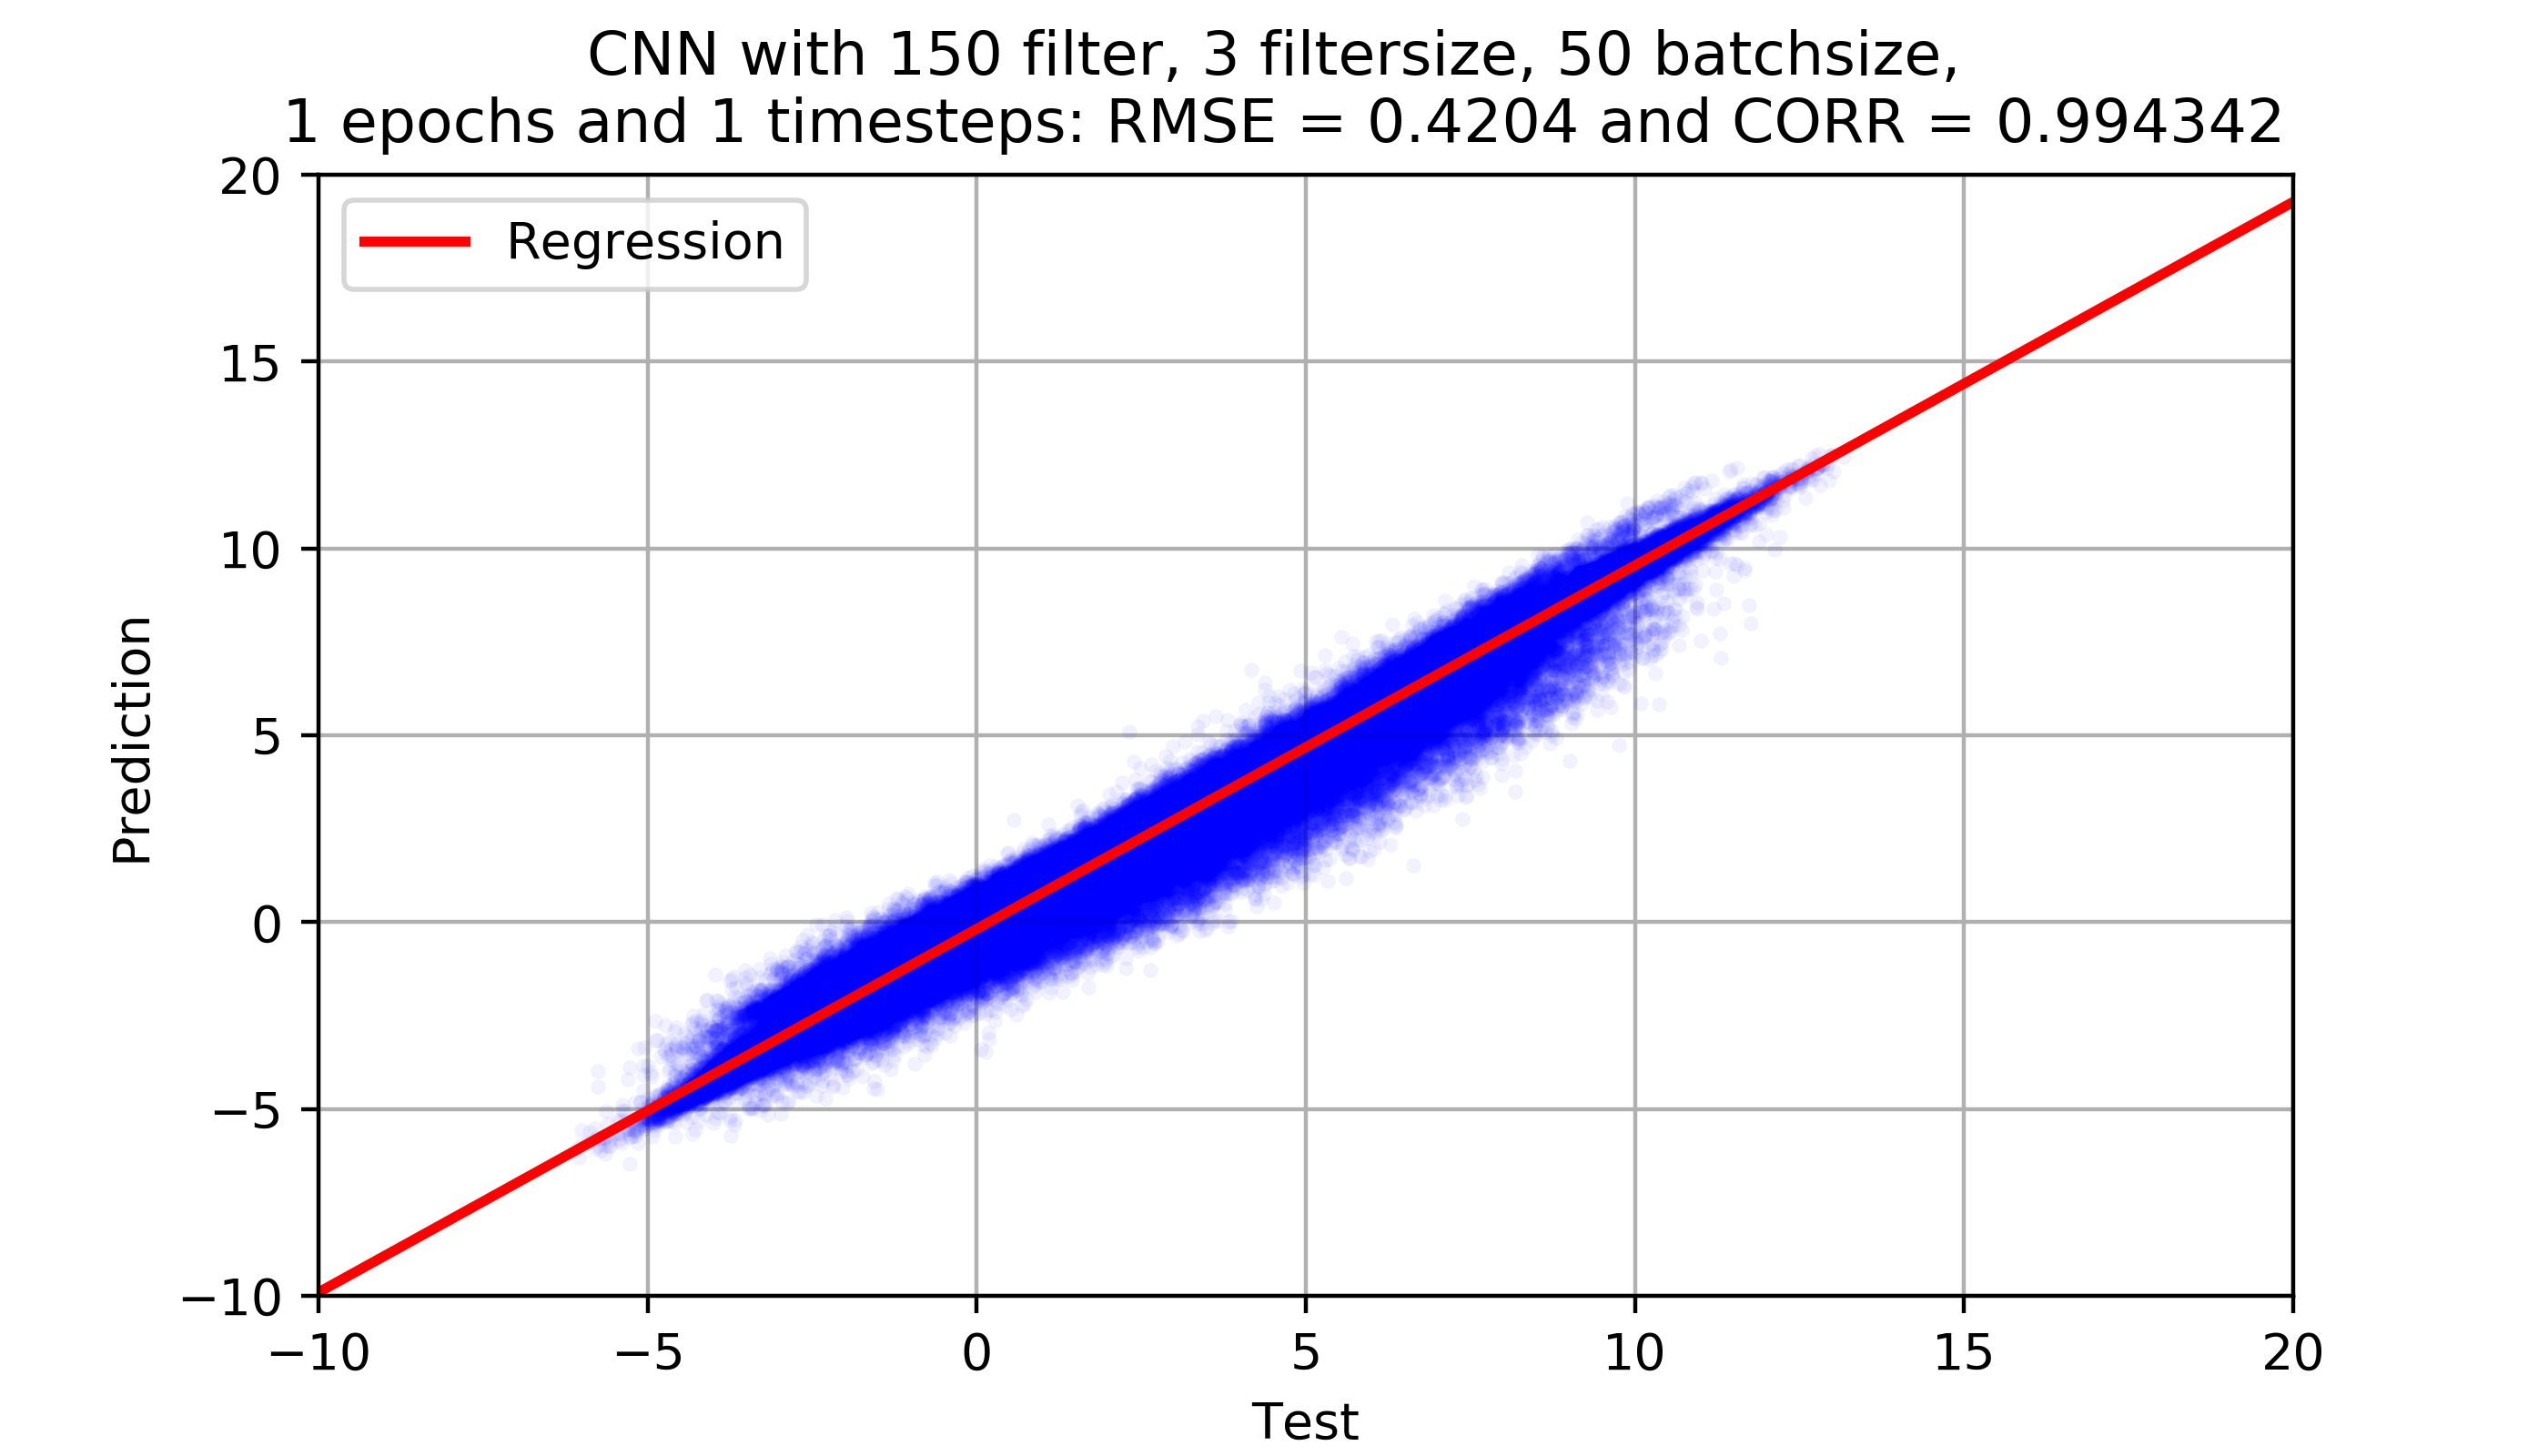 CNN with 150 filter, 3 filtersize, 50 batchsize,
1 epochs and 1 timesteps: RMSE = 0.4204 and CORR = 0.994342
Regression
20
15
10
5
0
−5
−10
Prediction
−10
−5
0
5
10
15
20
Test